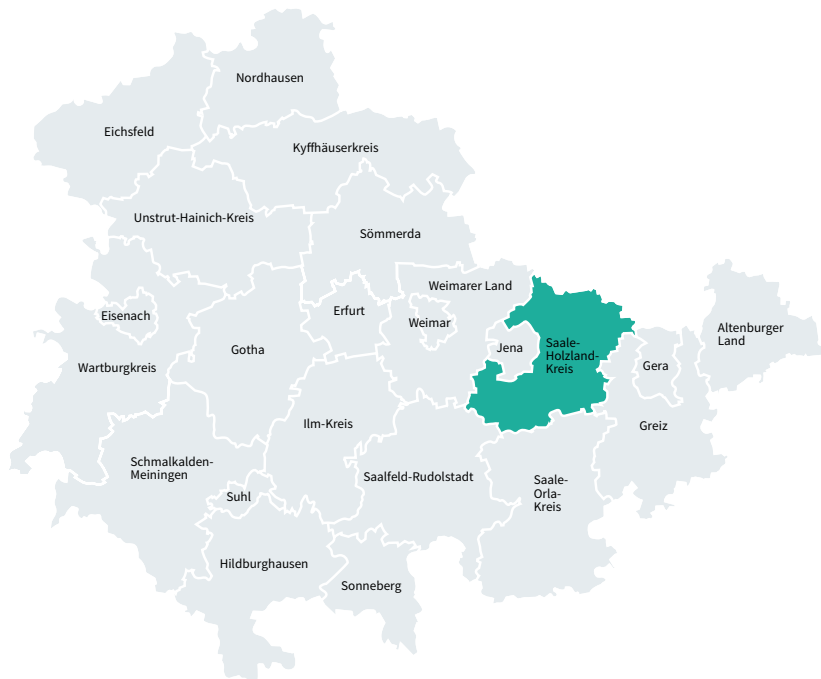 Nordhausen
Eichsfeld
Kyffhäuserkreis
Unstrut-Hainich-Kreis
Sömmerda
Weimarer Land
Eisenach
Erfurt
Weimar
Altenburger
Land
Gotha
Jena
Saale-
Holzland-
Kreis
Wartburgkreis
Gera
Ilm-Kreis
Greiz
Schmalkalden-
Meiningen
Saalfeld-Rudolstadt
Saale-
Orla-
Kreis
Suhl
Hildburghausen
Sonneberg